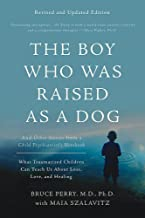 Revised and Updated Edition
THE BOY
WHO WAS
RAISED AS
A DOG
And Other Stories from a
Child Psychiatrist's Notebook
What Traumatized Children
Can Teach Us About Loss,
Love, and Healing
BRUCE PERRY, M.D., Ph.D.
WITH MAIA SZALAVITZ